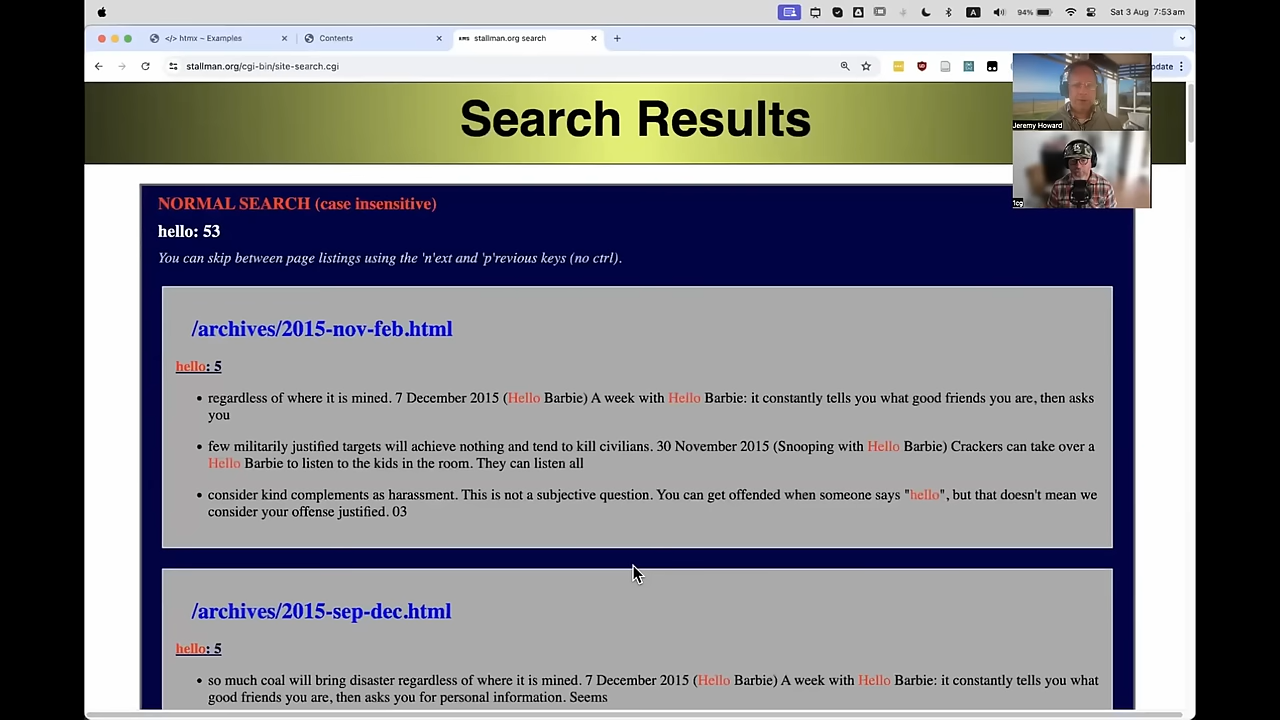 94%
A
Sat 3 Aug 7:53 am
</> htmx ~ Examples
Contents
stallman.org search
stallman.org/cgi-bin/site-search.cgi
Search Results
Jeremy Howard
1cg
NORMAL SEARCH (case insensitive)
hello: 53
You can skip between page listings using the 'n'ext and 'p'revious keys (no ctrl).
/archives/2015-nov-feb.html
hello: 5
• regardless of where it is mined. 7 December 2015 (Hello Barbie) A week with Hello Barbie: it constantly tells you what good friends you are, then asks
you
• few militarily justified targets will achieve nothing and tend to kill civilians. 30 November 2015 (Snooping with Hello Barbie) Crackers can take over a
Hello Barbie to listen to the kids in the room. They can listen all
• consider kind complements as harassment. This is not a subjective question. You can get offended when someone says "hello", but that doesn't mean we
consider your offense justified. 03
/archives/2015-sep-dec.html
hello: 5
• so much coal will bring disaster regardless of where it is mined. 7 December 2015 (Hello Barbie) A week with Hello Barbie: it constantly tells you what
good friends you are, then asks you for personal information. Seems